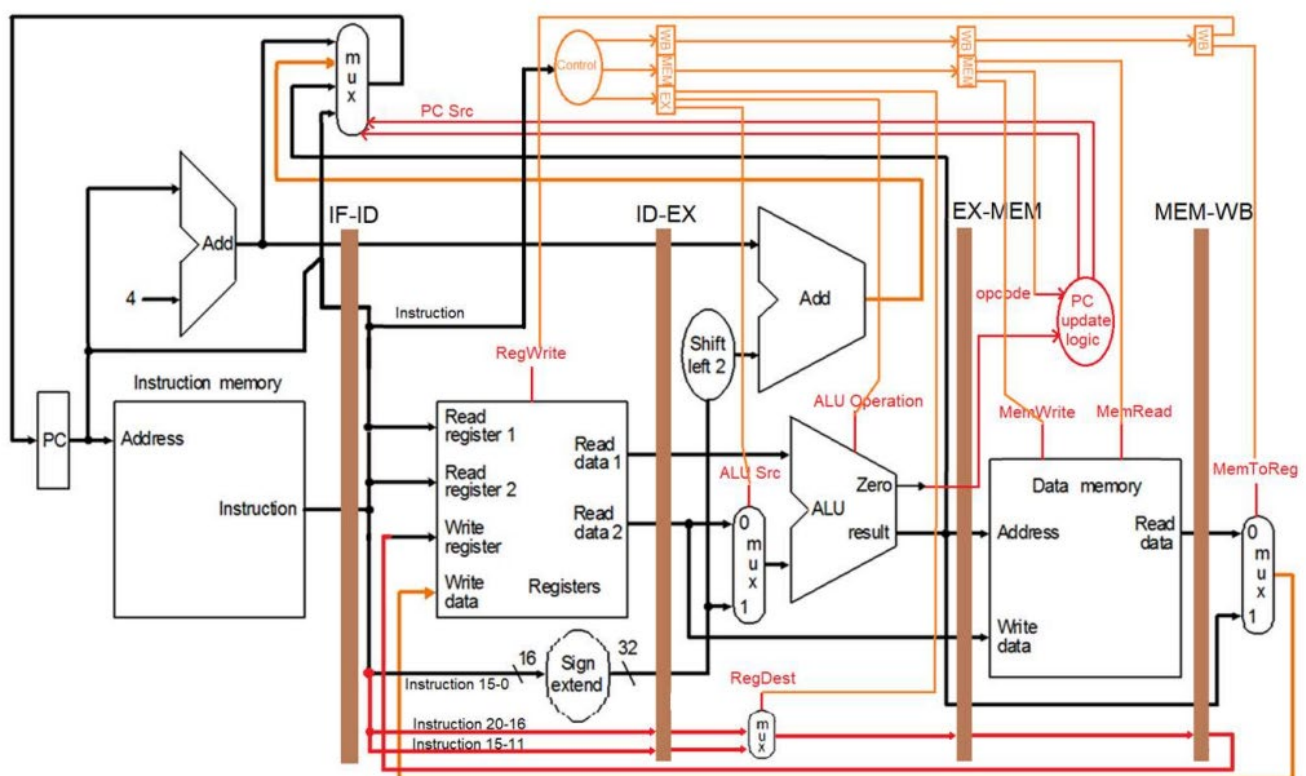 mux
Control
WB
MEM
EX
WB
MEM
WB
PC Src
IF-ID
ID-EX
EX-MEM
MEM-WB
Add
4
Instruction
Add
opcode
PC
update
logic
Shift
left 2
RegWrite
Instruction memory
PC
Address
Instruction
Read
register 1
Read
register 2
Write
register
Write
data
Read
data 1
Read
data 2
Registers
ALU Operation
ALU Src
0
mux
1
Zero
ALU
result
MemWrite
MemRead
Data memory
Address
Read
data
Write
data
MemToReg
0
mux
1
16
Sign
extend
32
Instruction 15-0
RegDest
mux
Instruction 20-16
Instruction 15-11